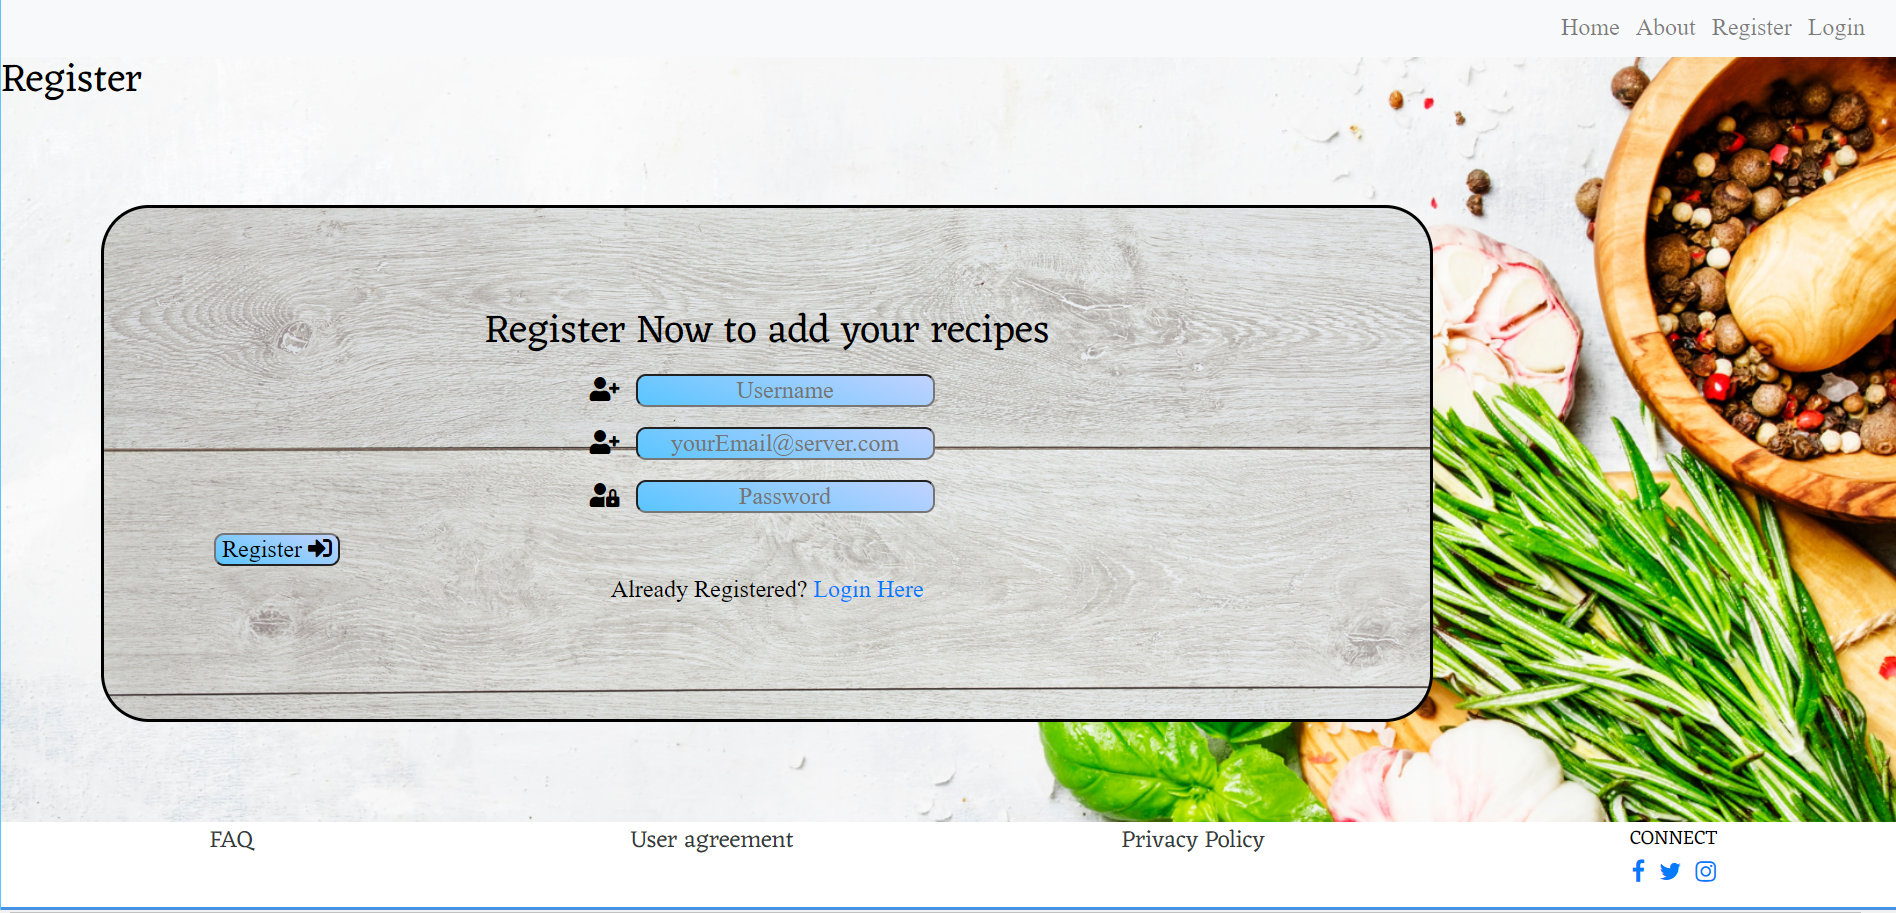 Home About Register Login
Register
Register Now to add your recipes
Username
yourEmail@server.com
Password
Register
Already Registered? Login Here
FAQ User agreement Privacy Policy CONNECT